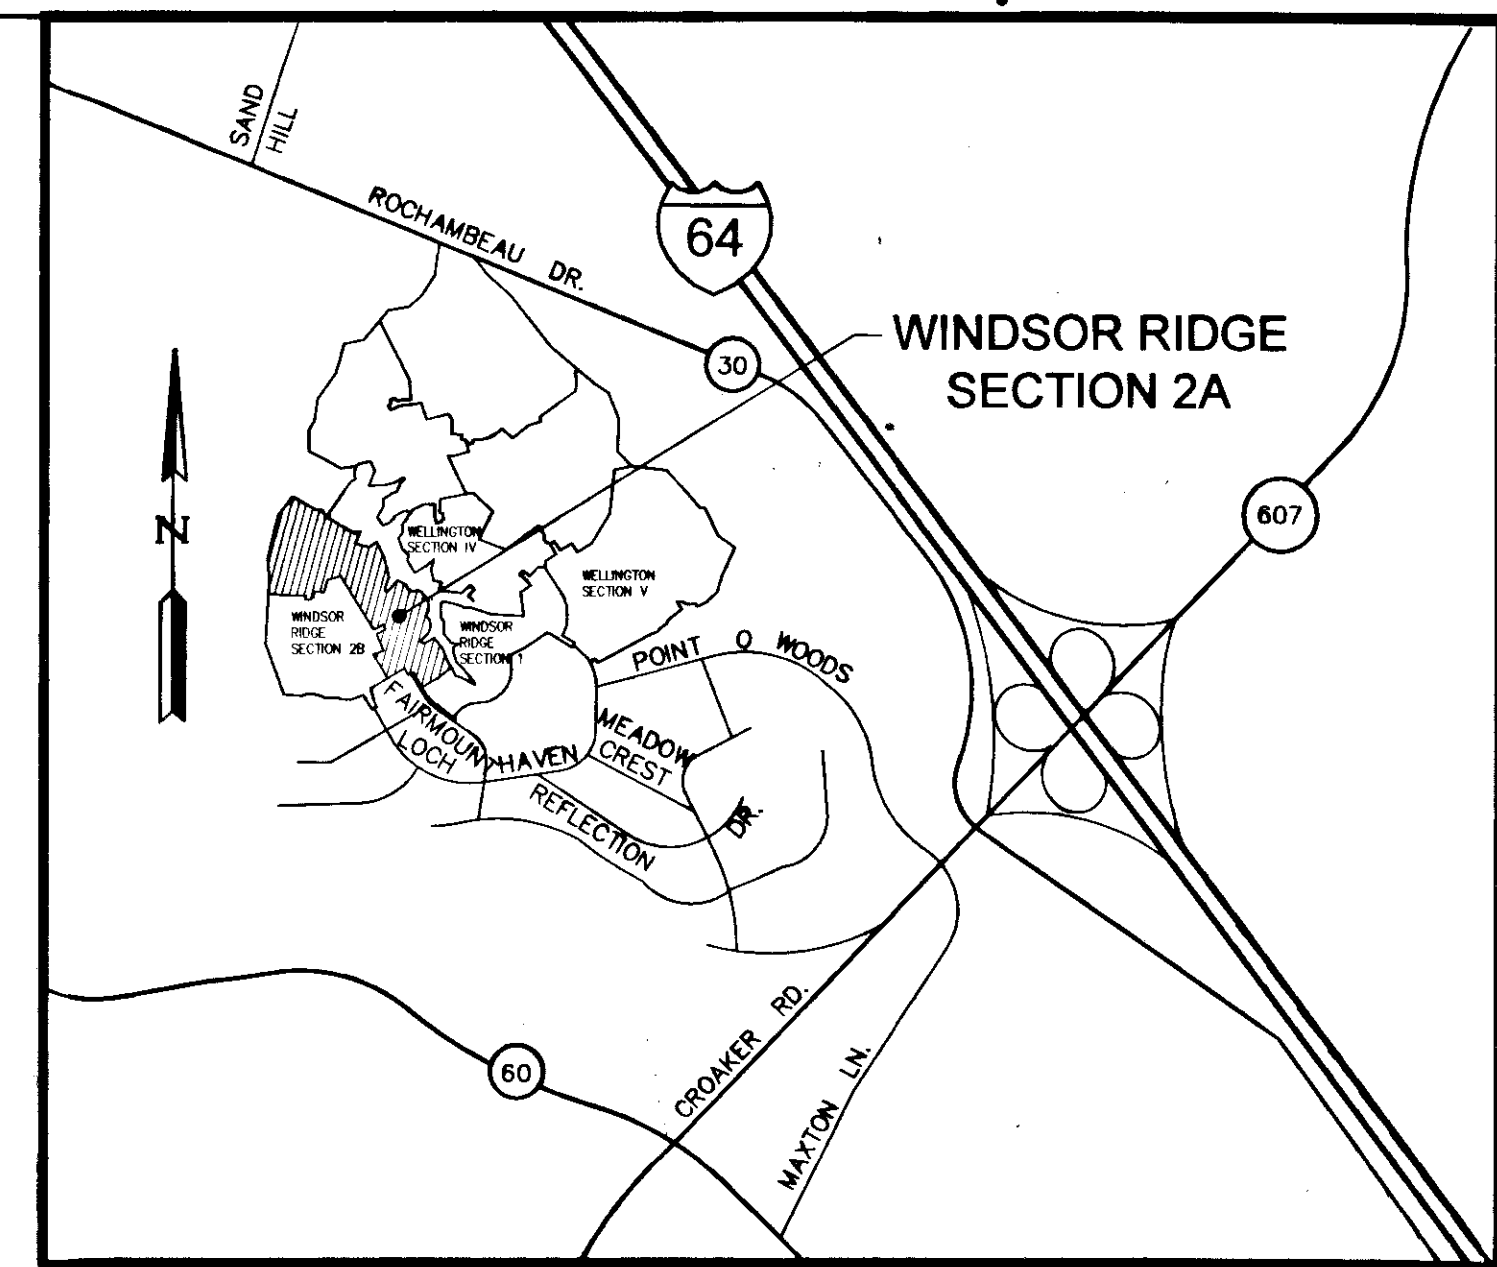 SAND
HILL
ROCHAMBEAU DR.
64
WINDSOR RIDGE
SECTION 2A
30
607
N
WELLINGTON
SECTION IV
WELLINGTON
SECTION V
WINDSOR
RIDGE
SECTION 2B
WINDSOR
RIDGE
SECTION 1
POINT O WOODS
FAIRMOUNT
LOCH HAVEN
MEADOW
CREST
REFLECTION DR.
60
CROAKER RD.
MAXTON LN.